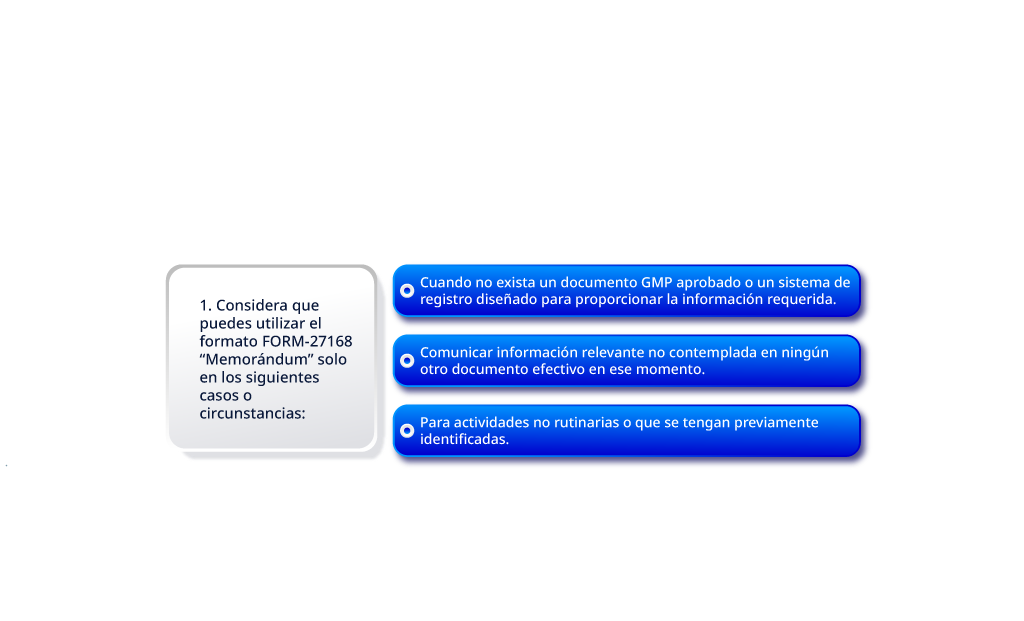 1. Considera que
puedes utilizar el
formato FORM-27168
“Memorándum” solo
en los siguientes
casos o
circunstancias:
Cuando no exista un documento GMP aprobado o un sistema de
registro diseñado para proporcionar la información requerida.
Comunicar información relevante no contemplada en ningún
otro documento efectivo en ese momento.
Para actividades no rutinarias o que se tengan previamente
identificadas.